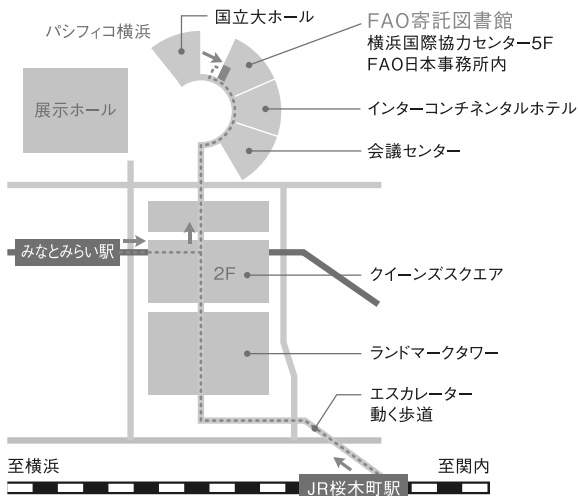 国立大ホール
パシフィコ横浜
FAO寄託図書館
横浜国際協力センター5F
FAO日本事務所内
展示ホール
インターコンチネンタルホテル
会議センター
みなとみらい駅
2F
クイーンズスクエア
ランドマークタワー
エスカレーター
動く歩道
至横浜
至関内
JR桜木町駅